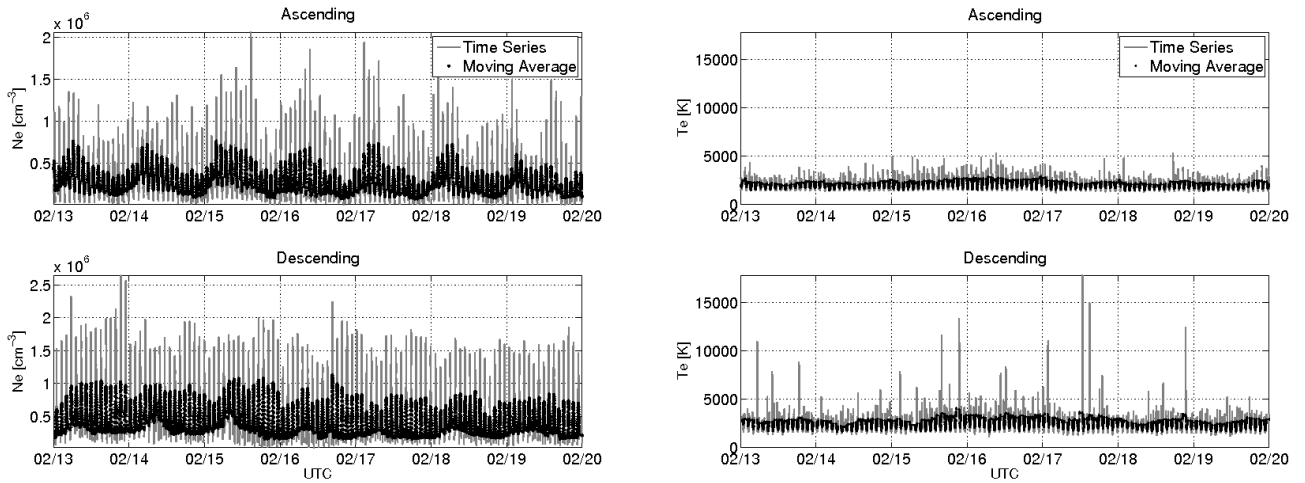 Ascending
x 10⁶
Ne [cm⁻³]
2
1.5
1
0.5
Time Series
Moving Average
02/13 02/14 02/15 02/16 02/17 02/18 02/19 02/20
Ascending
Te [K]
15000
10000
5000
0
Time Series
Moving Average
02/13 02/14 02/15 02/16 02/17 02/18 02/19 02/20
Descending
x 10⁶
Ne [cm⁻³]
2.5
2
1.5
1
0.5
02/13 02/14 02/15 02/16 02/17 02/18 02/19 02/20
UTC
Descending
Te [K]
15000
10000
5000
0
02/13 02/14 02/15 02/16 02/17 02/18 02/19 02/20
UTC